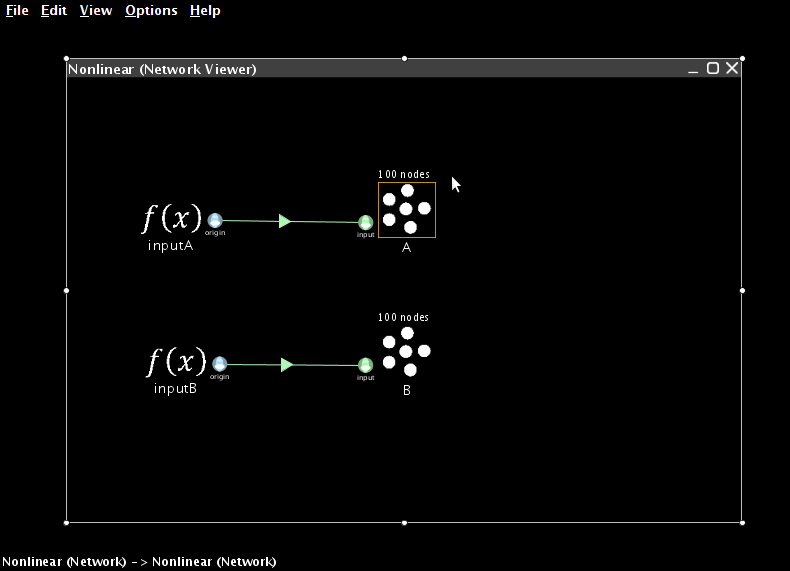 File Edit View Options Help
Nonlinear (Network Viewer)
100 nodes
f(x)
origin
input
inputA
A
100 nodes
f(x)
origin
input
inputB
B
Nonlinear (Network) -> Nonlinear (Network)